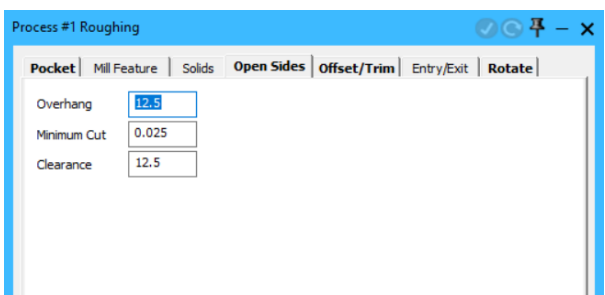 Process #1 Roughing
Pocket Mill Feature Solids Open Sides Offset/Trim Entry/Exit Rotate
Overhang 12.5
Minimum Cut 0.025
Clearance 12.5